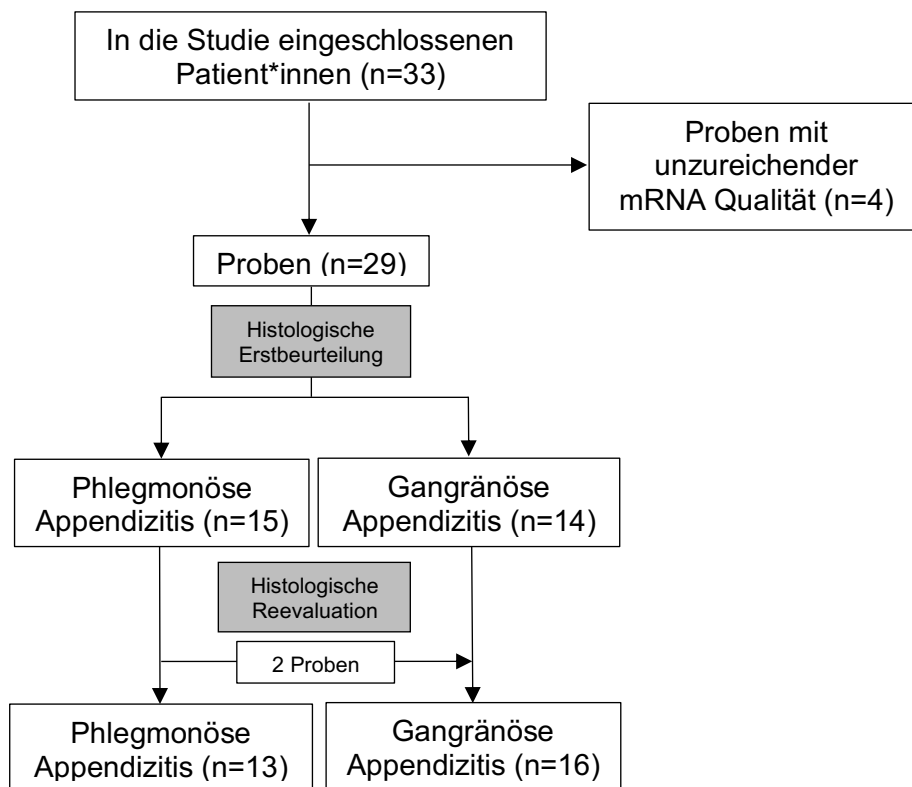 In die Studie eingeschlossenen
Patient*innen (n=33)
Proben mit
unzureichender
mRNA Qualität (n=4)
Proben (n=29)
Histologische
Erstbeurteilung
Phlegmonöse
Appendizitis (n=15)
Gangränöse
Appendizitis (n=14)
Histologische
Reevaluation
2 Proben
Phlegmonöse
Appendizitis (n=13)
Gangränöse
Appendizitis (n=16)